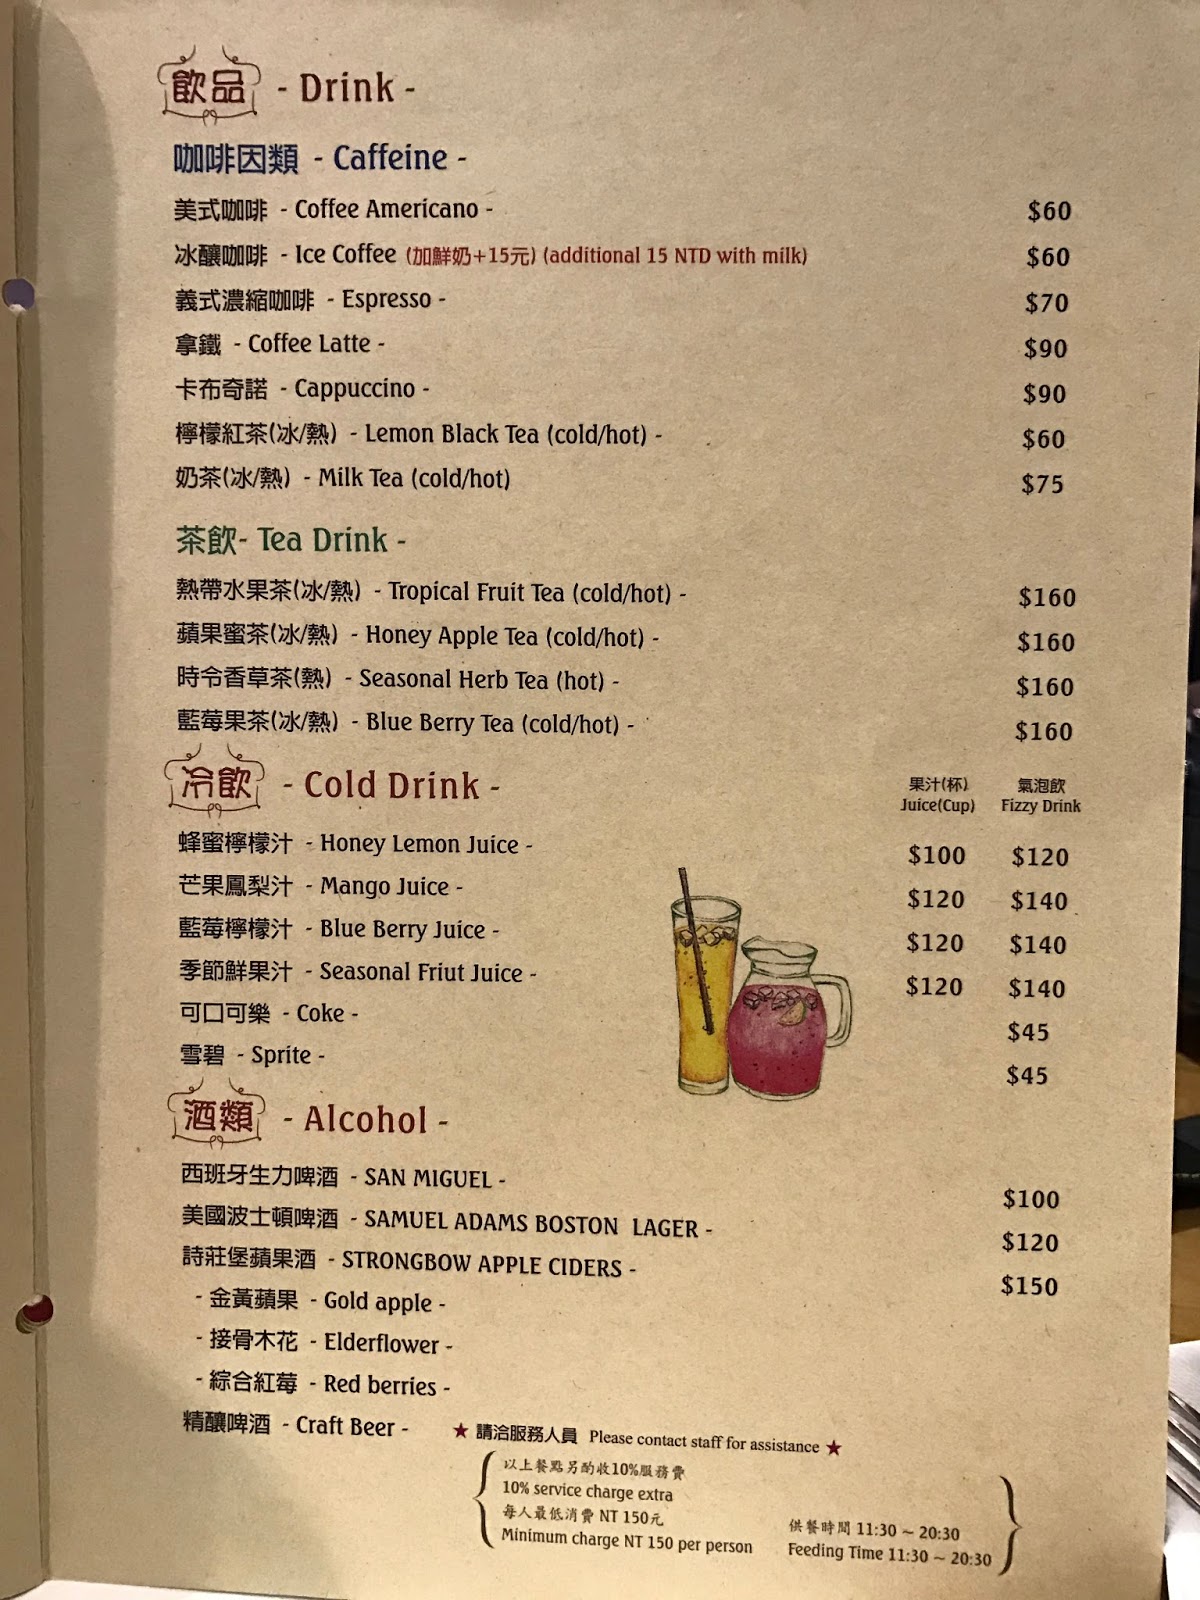 飲品 - Drink -
咖啡因類 - Caffeine -
美式咖啡 - Coffee Americano - $60
冰釀咖啡 - Ice Coffee (加鮮奶+15元) (additional 15 NTD with milk) $60
義式濃縮咖啡 - Espresso - $70
拿鐵 - Coffee Latte - $90
卡布奇諾 - Cappuccino - $90
檸檬紅茶(冰/熱) - Lemon Black Tea (cold/hot) - $60
奶茶(冰/熱) - Milk Tea (cold/hot) $75
茶飲- Tea Drink -
熱帶水果茶(冰/熱) - Tropical Fruit Tea (cold/hot) - $160
蘋果蜜茶(冰/熱) - Honey Apple Tea (cold/hot) - $160
時令香草茶(熱) - Seasonal Herb Tea (hot) - $160
藍莓果茶(冰/熱) - Blue Berry Tea (cold/hot) - $160
冷飲 - Cold Drink -
果汁(杯) 氣泡飲
Juice(Cup) Fizzy Drink
蜂蜜檸檬汁 - Honey Lemon Juice - $100 $120
芒果鳳梨汁 - Mango Juice - $120 $140
藍莓檸檬汁 - Blue Berry Juice - $120 $140
季節鮮果汁 - Seasonal Friut Juice - $120 $140
可口可樂 - Coke - $45
雪碧 - Sprite - $45
酒類 - Alcohol -
西班牙生力啤酒 - SAN MIGUEL - $100
美國波士頓啤酒 - SAMUEL ADAMS BOSTON LAGER - $120
詩莊堡蘋果酒 - STRONGBOW APPLE CIDERS - $150
- 金黃蘋果 - Gold apple -
- 接骨木花 - Elderflower -
- 綜合紅莓 - Red berries -
精釀啤酒 - Craft Beer - ★ 請洽服務人員 Please contact staff for assistance ★
以上餐點另酌收10%服務費
10% service charge extra
每人最低消費 NT 150元
Minimum charge NT 150 per person
供餐時間 11:30 ~ 20:30
Feeding Time 11:30 ~ 20:30